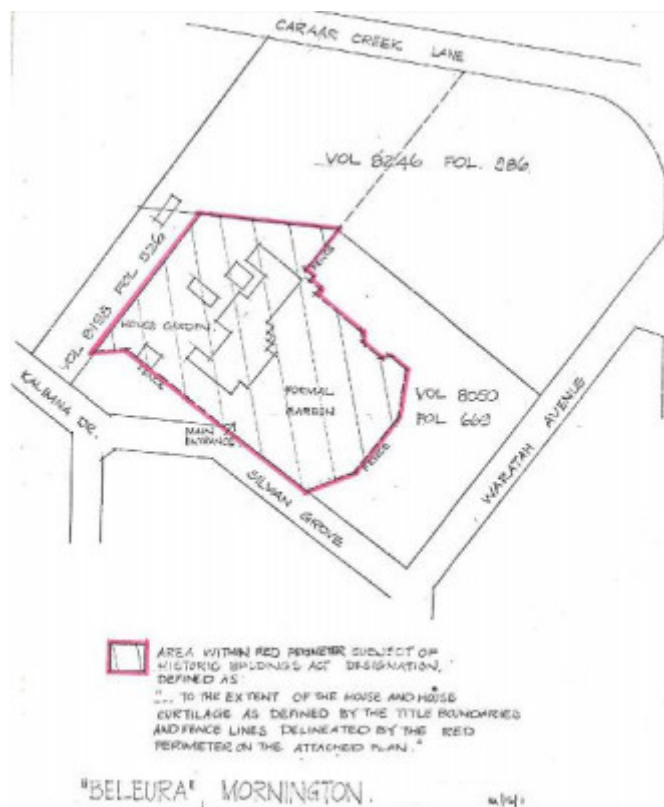 CARAAR CREEK LANE
VOL 8246 FOL. 986.
VOL 8198 FOL 536
FENCE
HOUSE GARDEN
KALBANA DR.
FENCE
FORMAL
GARDEN
VOL 8050
FOL 669
MAIN
ENTRANCE
FENCE
WARATAH AVENUE
SILVAN GROVE
AREA WITHIN RED PERIMETER SUBJECT OF
HISTORIC BUILDINGS ACT DESIGNATION,
DEFINED AS
"... TO THE EXTENT OF THE HOUSE AND HOUSE
CURTILAGE AS DEFINED BY THE TITLE BOUNDARIES
AND FENCE LINES DELINEATED BY THE RED
PERIMETER ON THE ATTACHED PLAN."
"BELEURA", MORNINGTON.